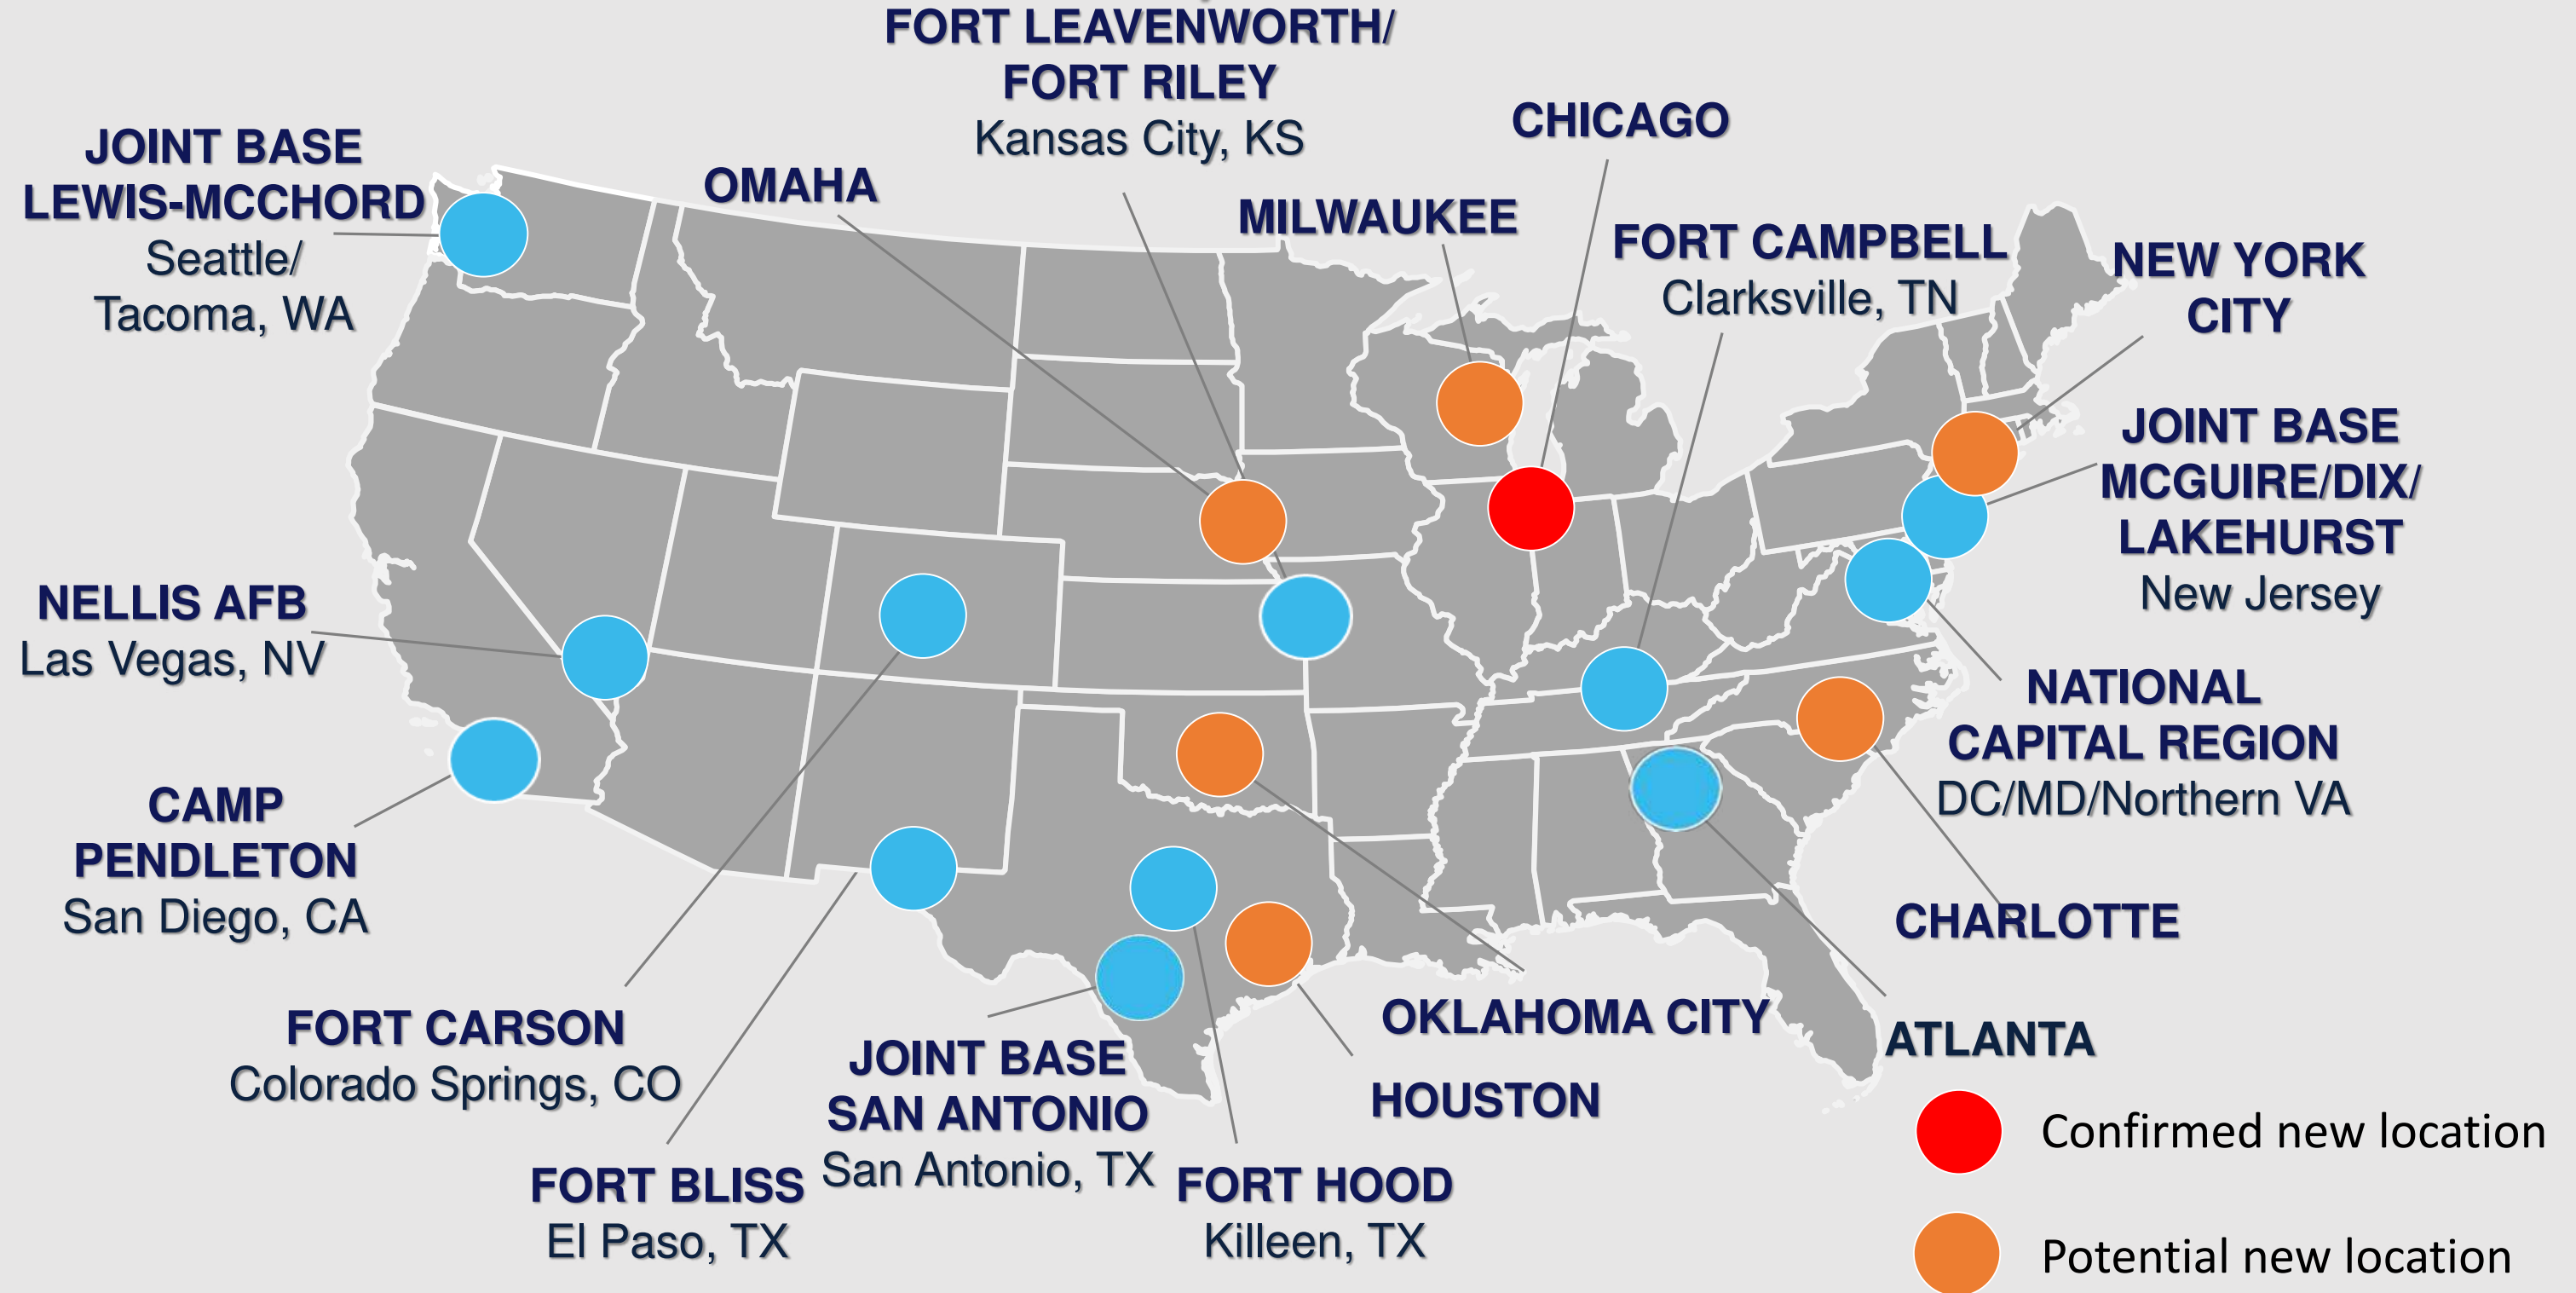 FORT LEAVENWORTH/
FORT RILEY
Kansas City, KS
CHICAGO
JOINT BASE
LEWIS-MCCHORD
Seattle/
Tacoma, WA
OMAHA
MILWAUKEE
FORT CAMPBELL
Clarksville, TN
NEW YORK
CITY
JOINT BASE
MCGUIRE/DIX/
LAKEHURST
New Jersey
NELLIS AFB
Las Vegas, NV
NATIONAL
CAPITAL REGION
DC/MD/Northern VA
CAMP
PENDLETON
San Diego, CA
CHARLOTTE
FORT CARSON
Colorado Springs, CO
OKLAHOMA CITY
ATLANTA
JOINT BASE
SAN ANTONIO
San Antonio, TX
HOUSTON
FORT BLISS
El Paso, TX
FORT HOOD
Killeen, TX
Confirmed new location
Potential new location